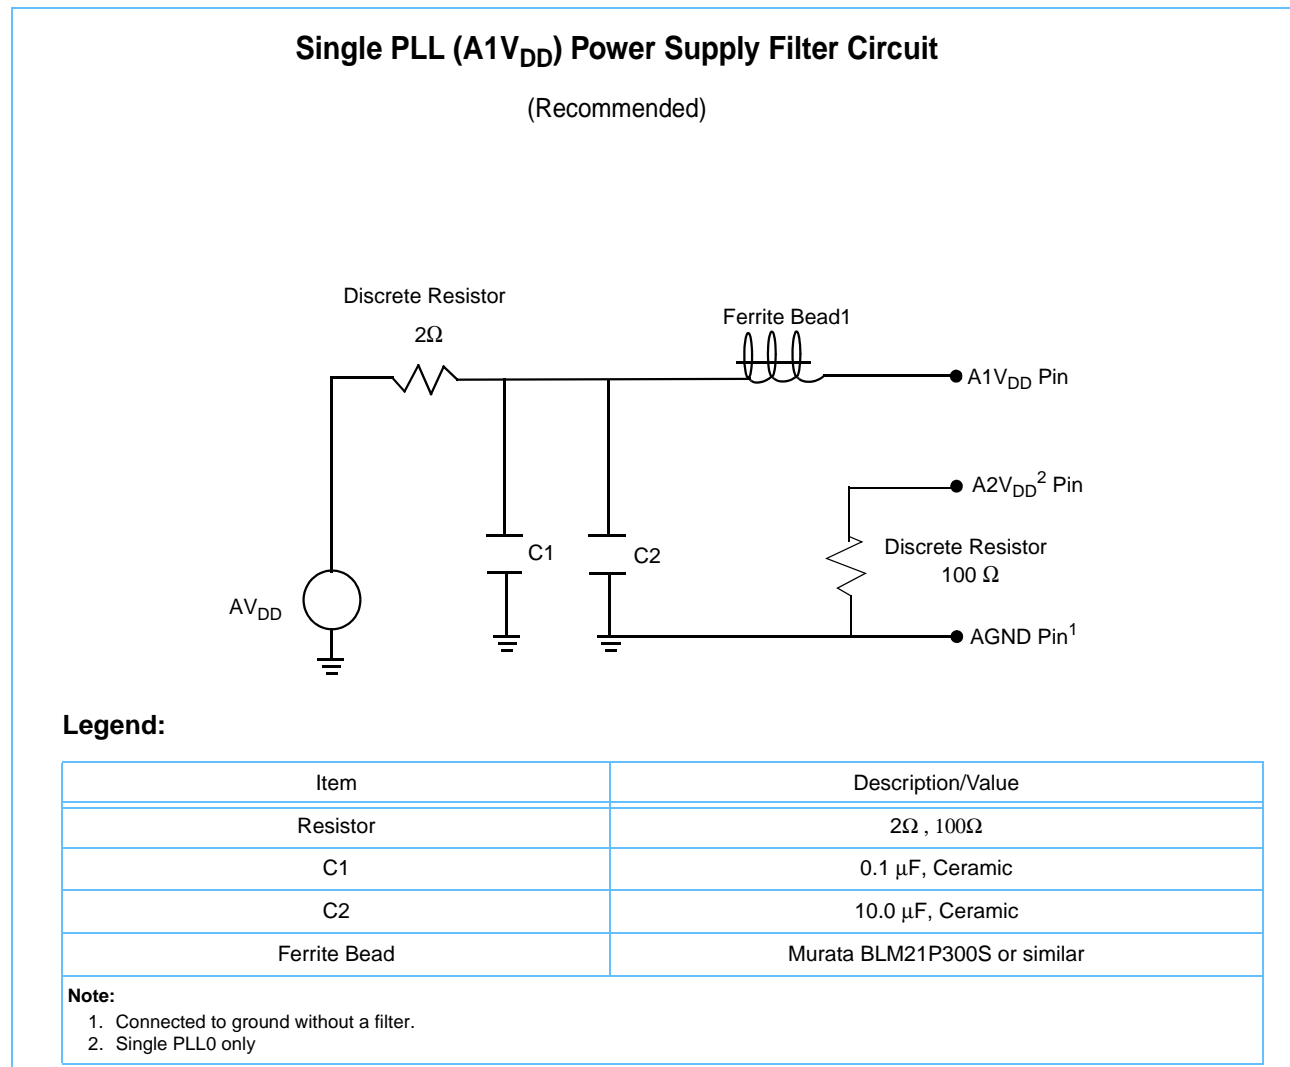 Single PLL (A1VDD) Power Supply Filter Circuit
(Recommended)
Discrete Resistor
2Ω
Ferrite Bead1
A1VDD Pin
A2VDD2 Pin
Discrete Resistor
100 Ω
C1
C2
AVDD
AGND Pin1
Legend:
Item Description/Value
Resistor 2Ω , 100Ω
C1 0.1 μF, Ceramic
C2 10.0 μF, Ceramic
Ferrite Bead Murata BLM21P300S or similar
Note:
1. Connected to ground without a filter.
2. Single PLL0 only